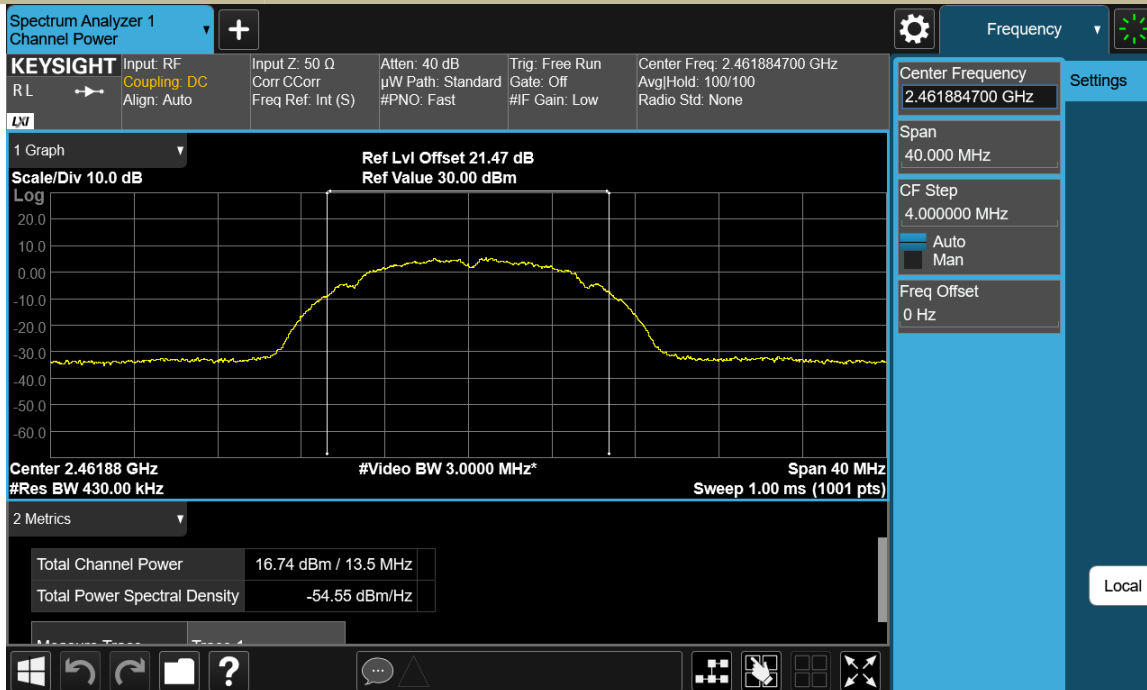 Spectrum Analyzer 1
Channel Power
+
Frequency
KEYSIGHT
R L
LXI
Input: RF
Coupling: DC
Align: Auto
Input Z: 50 Ω
Corr CCorr
Freq Ref: Int (S)
Atten: 40 dB
µW Path: Standard
#PNO: Fast
Trig: Free Run
Gate: Off
#IF Gain: Low
Center Freq: 2.461884700 GHz
Avg|Hold: 100/100
Radio Std: None
1 Graph
Scale/Div 10.0 dB
Ref Lvl Offset 21.47 dB
Ref Value 30.00 dBm
Log
20.0
10.0
0.00
-10.0
-20.0
-30.0
-40.0
-50.0
-60.0
Center 2.46188 GHz
#Video BW 3.0000 MHz*
Span 40 MHz
#Res BW 430.00 kHz
Sweep 1.00 ms (1001 pts)
2 Metrics
Total Channel Power 16.74 dBm / 13.5 MHz
Total Power Spectral Density -54.55 dBm/Hz
Measure Trace Trace 1
?
Center Frequency
2.461884700 GHz
Span
40.000 MHz
CF Step
4.000000 MHz
Auto
Man
Freq Offset
0 Hz
Settings
Local